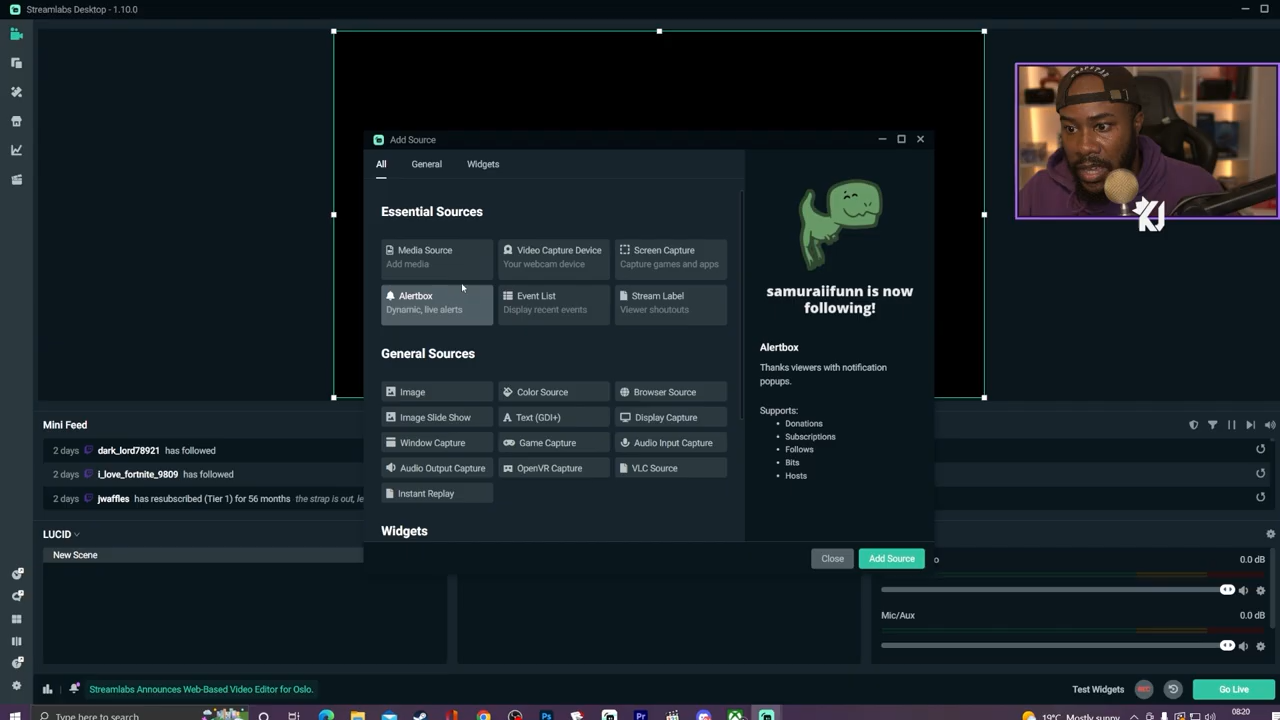 Streamlabs Desktop - 1.10.0
Add Source
All
General
Widgets
Essential Sources
Media Source
Add media
Video Capture Device
Your webcam device
Screen Capture
Capture games and apps
Alertbox
Dynamic, live alerts
Event List
Display recent events
Stream Label
Viewer shoutouts
General Sources
Image
Color Source
Browser Source
Image Slide Show
Text (GDI+)
Display Capture
Window Capture
Game Capture
Audio Input Capture
Audio Output Capture
OpenVR Capture
VLC Source
Instant Replay
Widgets
samuraiifunn is now
following!
Alertbox
Thanks viewers with notification
popups.
Supports:
Donations
Subscriptions
Follows
Bits
Hosts
Close
Add Source
KJ
Mini Feed
2 days dark_lord78921 has followed
2 days i_love_fortnite_9809 has followed
2 days jwaffles has resubscribed (Tier 1) for 56 months the strap is out, le
LUCID
New Scene
0.0 dB
Mic/Aux
0.0 dB
Streamlabs Announces Web-Based Video Editor for Oslo.
Test Widgets
REC
Go Live
Type here to search
19°C Mostly sunny
08:20